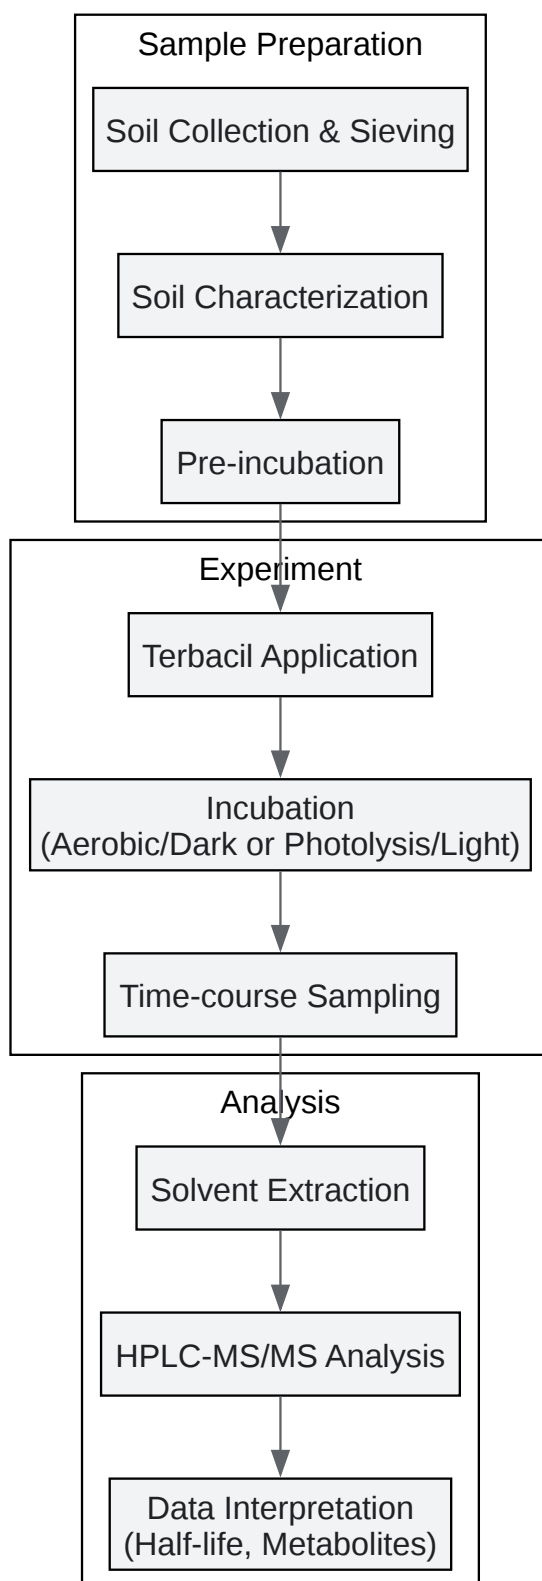 Sample Preparation
Soil Collection & Sieving
Soil Characterization
Pre-incubation
Experiment
Terbacil Application
Incubation
(Aerobic/Dark or Photolysis/Light)
Time-course Sampling
Analysis
Solvent Extraction
HPLC-MS/MS Analysis
Data Interpretation
(Half-life, Metabolites)